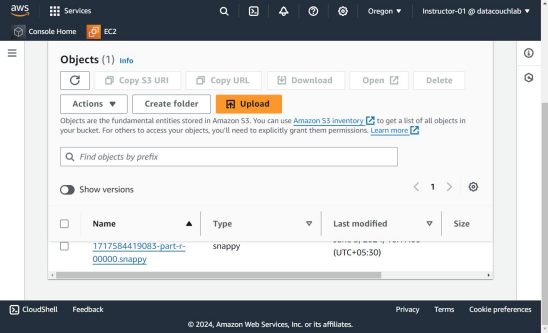 aws
Services
Oregon ▼
Instructor-01 @ datacouchlab ▼
Console Home
EC2
Objects (1) Info
Copy S3 URI
Copy URL
Download
Open
Delete
Actions ▼
Create folder
Upload
Objects are the fundamental entities stored in Amazon S3. You can use Amazon S3 inventory to get a list of all objects in
your bucket. For others to access your objects, you'll need to explicitly grant them permissions. Learn more
Find objects by prefix
Show versions
1
Name
Type
Last modified
Size
1717584419083-part-r-
00000.snappy
snappy
(UTC+05:30)
CloudShell
Feedback
Privacy
Terms
Cookie preferences
© 2024, Amazon Web Services, Inc. or its affiliates.